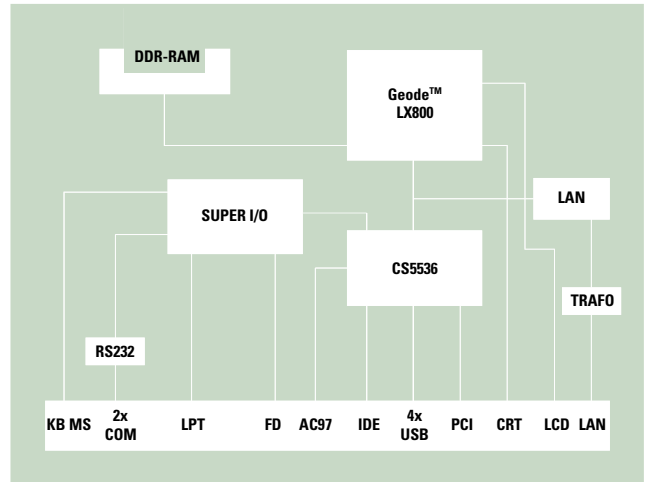 DDR-RAM
Geode™
LX800
SUPER I/O
LAN
CS5536
TRAFO
RS232
KB MS
2x
COM
LPT
FD
AC97
IDE
4x
USB
PCI
CRT
LCD
LAN